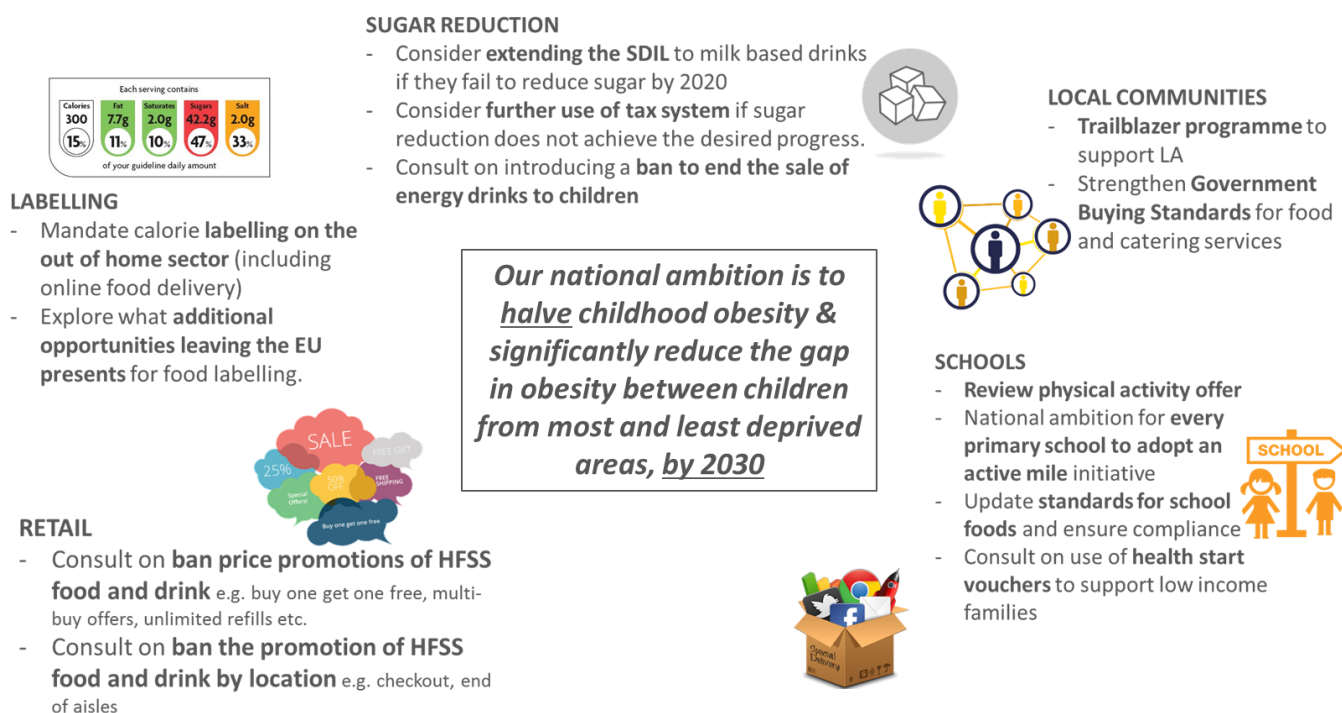 SUGAR REDUCTION
- Consider extending the SDIL to milk based drinks
if they fail to reduce sugar by 2020
- Consider further use of tax system if sugar
reduction does not achieve the desired progress.
- Consult on introducing a ban to end the sale of
energy drinks to children
Each serving contains
Calories Fat Saturates Sugars Salt
300 7.7g 2.0g 42.2g 2.0g
15% 11% 10% 47% 33%
of your guideline daily amount
LABELLING
- Mandate calorie labelling on the
out of home sector (including
online food delivery)
- Explore what additional
opportunities leaving the EU
presents for food labelling.
LOCAL COMMUNITIES
- Trailblazer programme to
support LA
- Strengthen Government
Buying Standards for food
and catering services
Our national ambition is to
halve childhood obesity &
significantly reduce the gap
in obesity between children
from most and least deprived
areas, by 2030
SALE
FREE GIFT
25%
50%
OFF
FREE
SHIPPING
Special
Offers!
Buy one get one free
RETAIL
- Consult on ban price promotions of HFSS
food and drink e.g. buy one get one free, multi-
buy offers, unlimited refills etc.
- Consult on ban the promotion of HFSS
food and drink by location e.g. checkout, end
of aisles
SCHOOLS
- Review physical activity offer
- National ambition for every
primary school to adopt an
active mile initiative
- Update standards for school
foods and ensure compliance
- Consult on use of health start
vouchers to support low income
families
SCHOOL
Special
Delivery